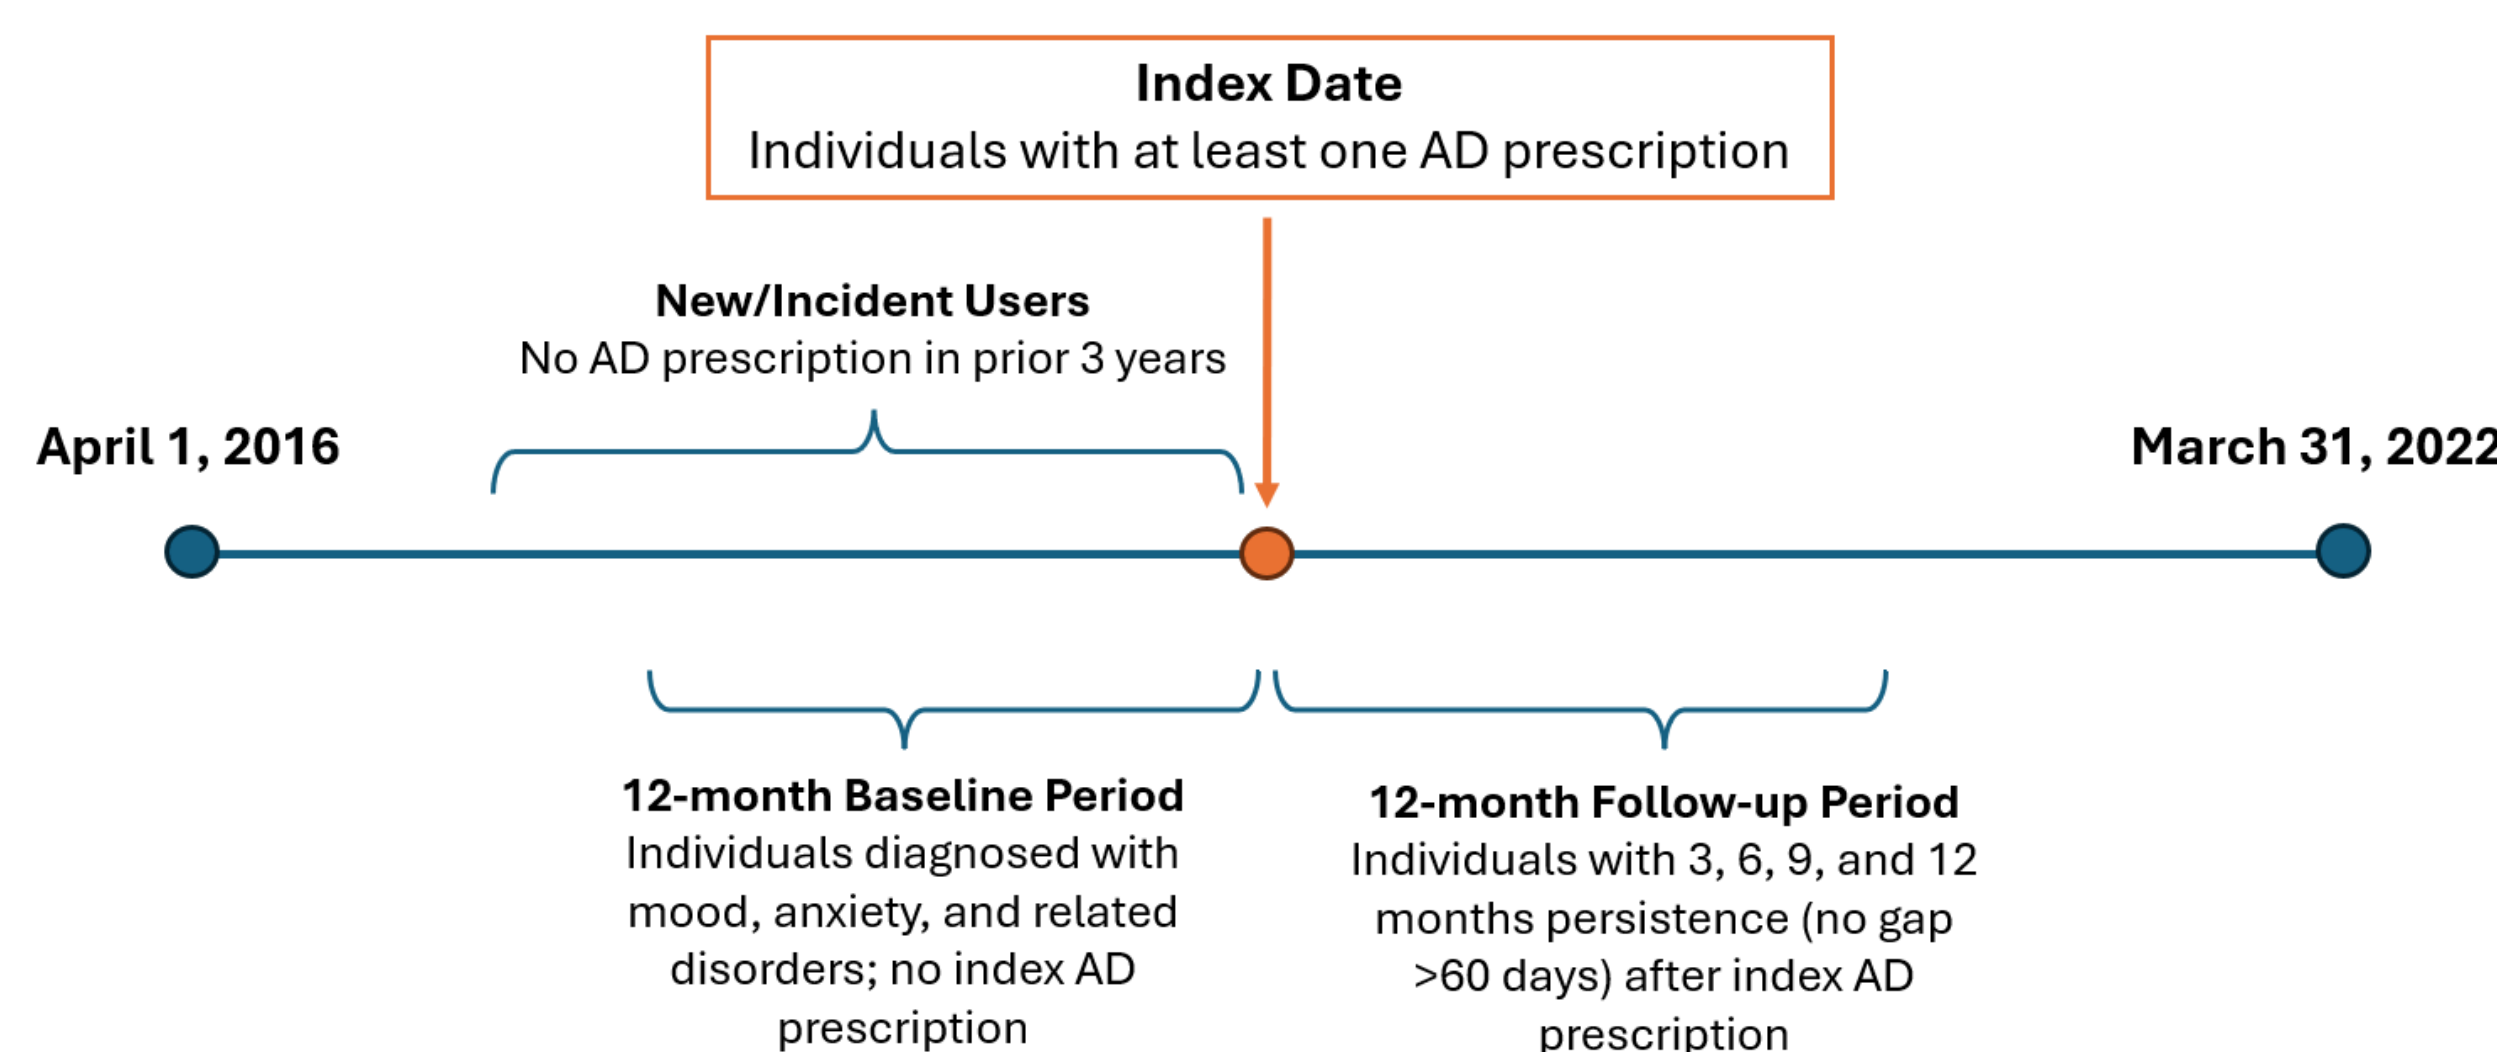 Index Date
Individuals with at least one AD prescription
New/Incident Users
No AD prescription in prior 3 years
April 1, 2016
March 31, 2022
12-month Baseline Period
Individuals diagnosed with
mood, anxiety, and related
disorders; no index AD
prescription
12-month Follow-up Period
Individuals with 3, 6, 9, and 12
months persistence (no gap
>60 days) after index AD
prescription